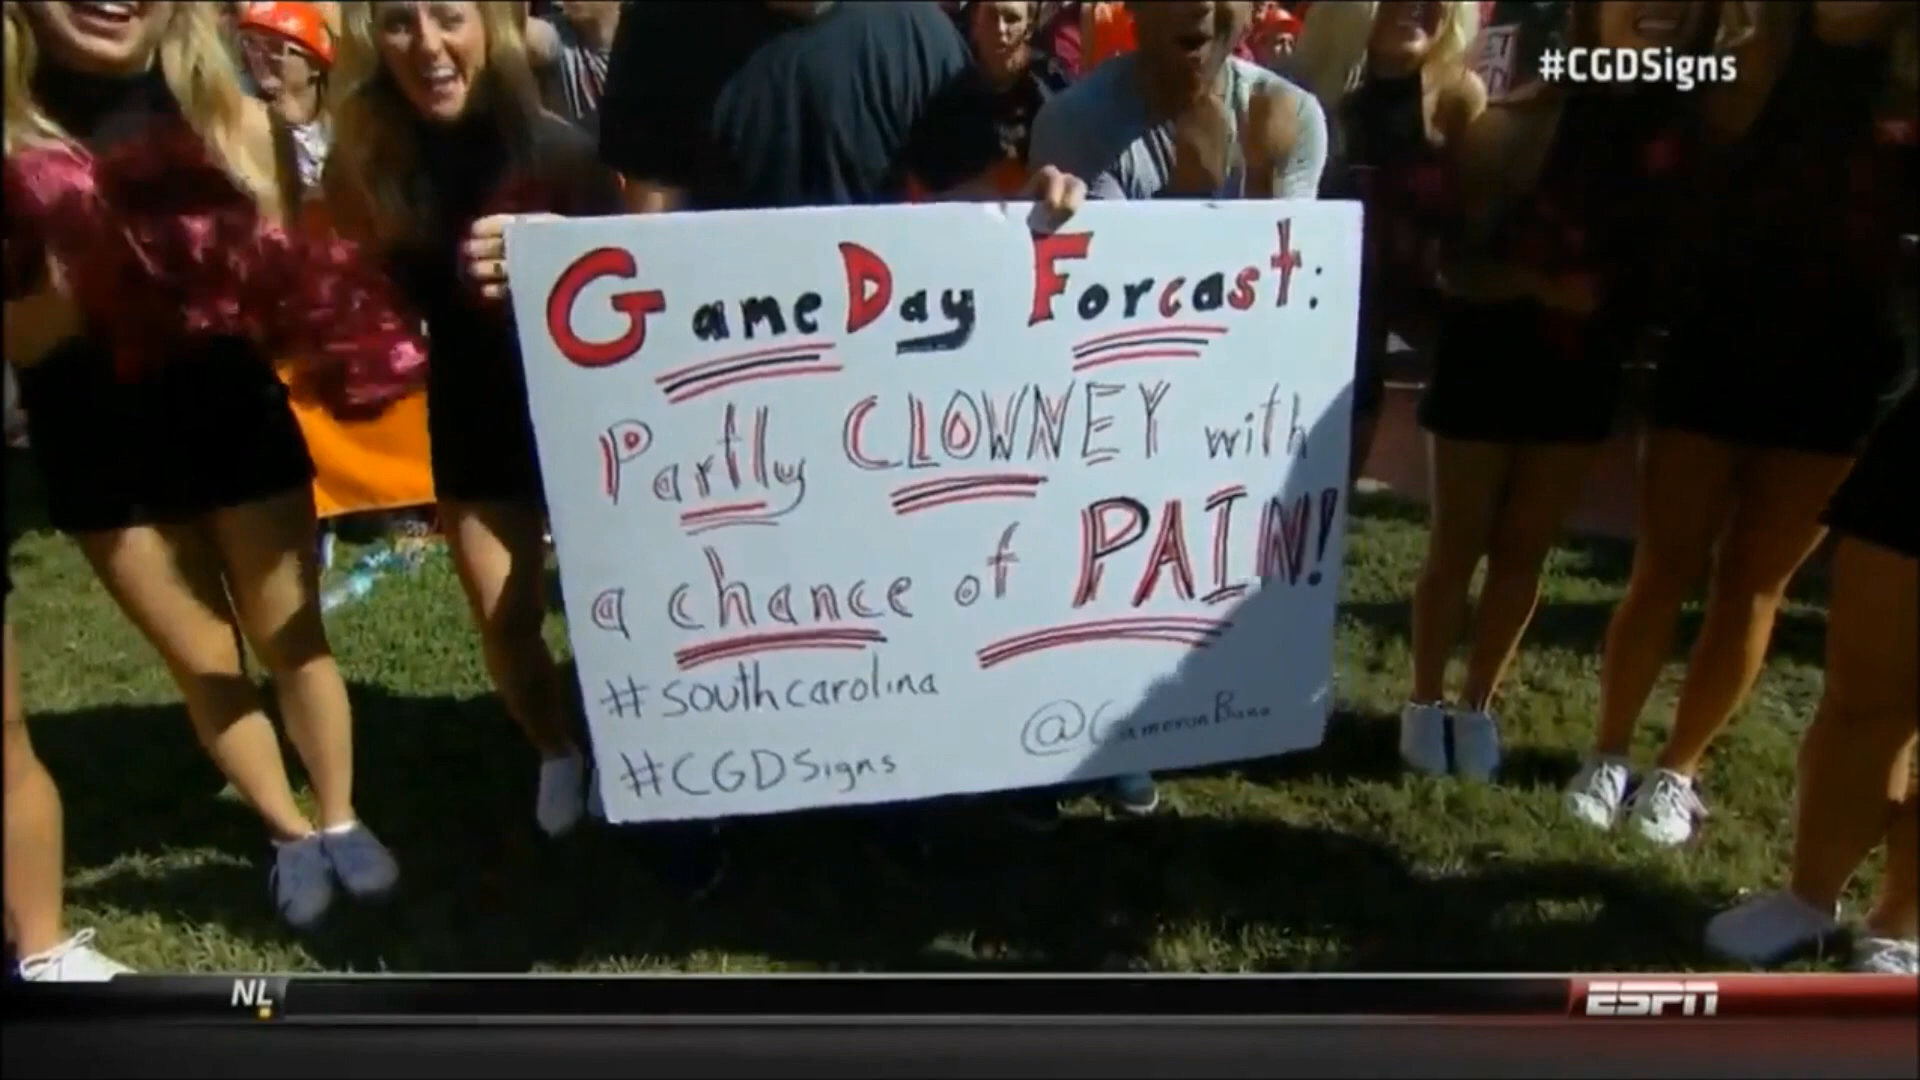 #CGDSigns
GameDay Forcast:
Partly CLOWNEY with
a chance of PAIN!
#southcarolina
#CGDSigns
NL
ESPN